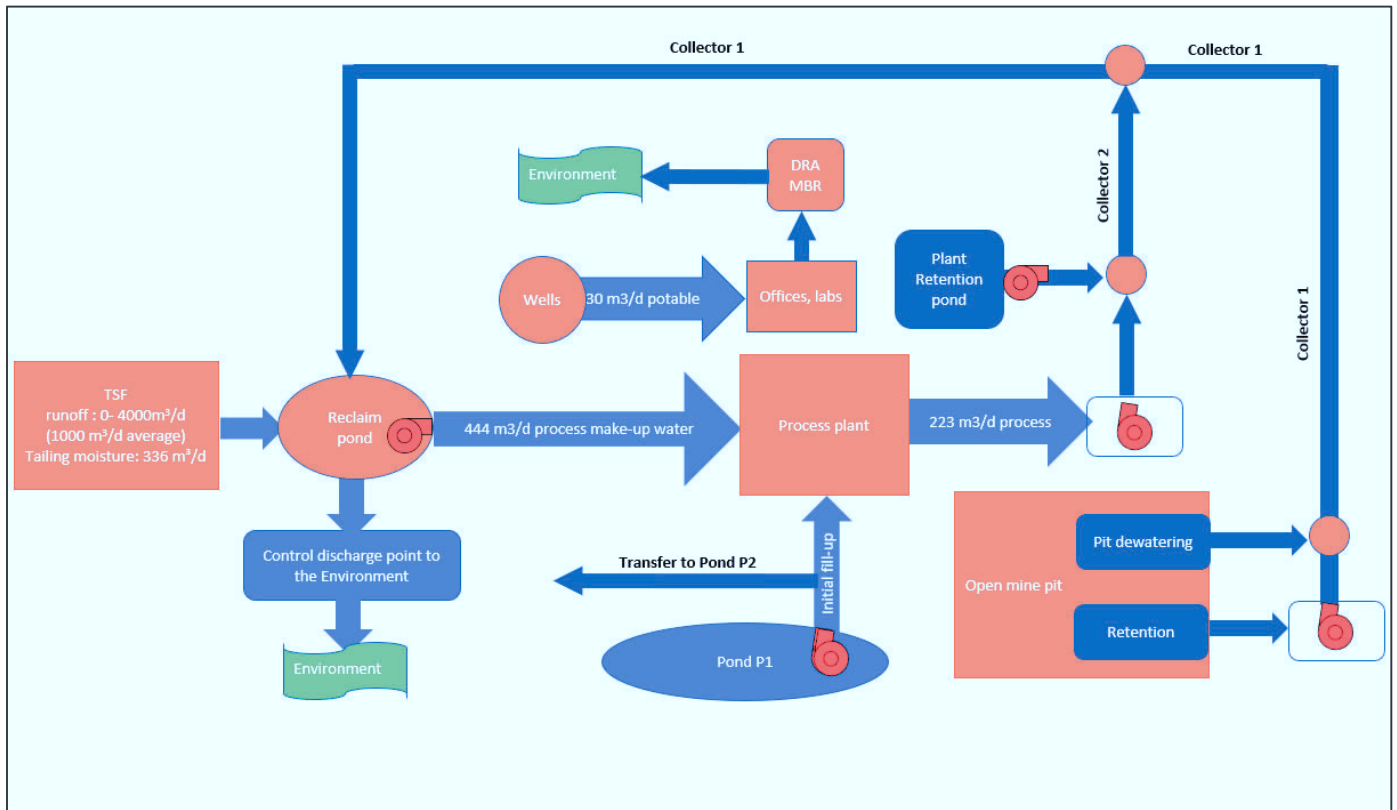 Collector 1
Collector 1
Environment
DRA
MBR
Collector 2
Plant
Retention
pond
Wells
30 m3/d potable
Offices, labs
Collector 1
TSF
runoff : 0- 4000m³/d
(1000 m³/d average)
Tailing moisture: 336 m³/d
Reclaim
pond
444 m3/d process make-up water
Process plant
223 m3/d process
Control discharge point to
the Environment
Transfer to Pond P2
Initial fill-up
Pit dewatering
Open mine pit
Retention
Environment
Pond P1